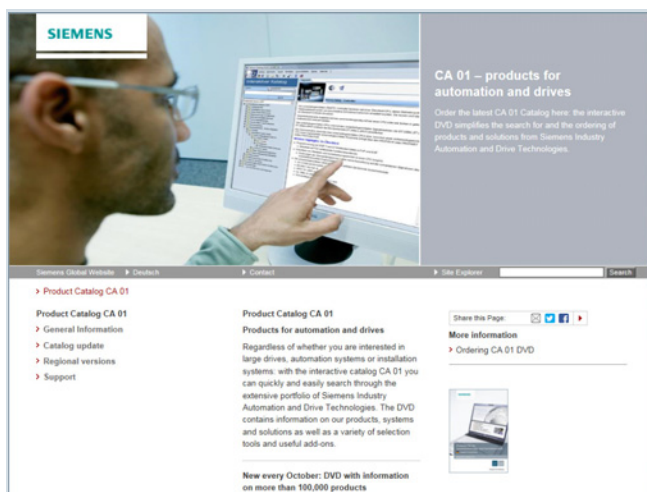 SIEMENS
CA 01 – products for
automation and drives
Order the latest CA 01 Catalog here: the interactive
DVD simplifies the search for and the ordering of
products and solutions from Siemens Industry
Automation and Drive Technologies.
Siemens Global Website Deutsch Contact Site Explorer Search
Product Catalog CA 01
Product Catalog CA 01
General Information
Catalog update
Regional versions
Support
Product Catalog CA 01
Products for automation and drives
Regardless of whether you are interested in
large drives, automation systems or installation
systems: with the interactive catalog CA 01 you
can quickly and easily search through the
extensive portfolio of Siemens Industry
Automation and Drive Technologies. The DVD
contains information on our products, systems
and solutions as well as a variety of selection
tools and useful add-ons.
New every October: DVD with information
on more than 100,000 products
Share this Page:
More information
Ordering CA 01 DVD